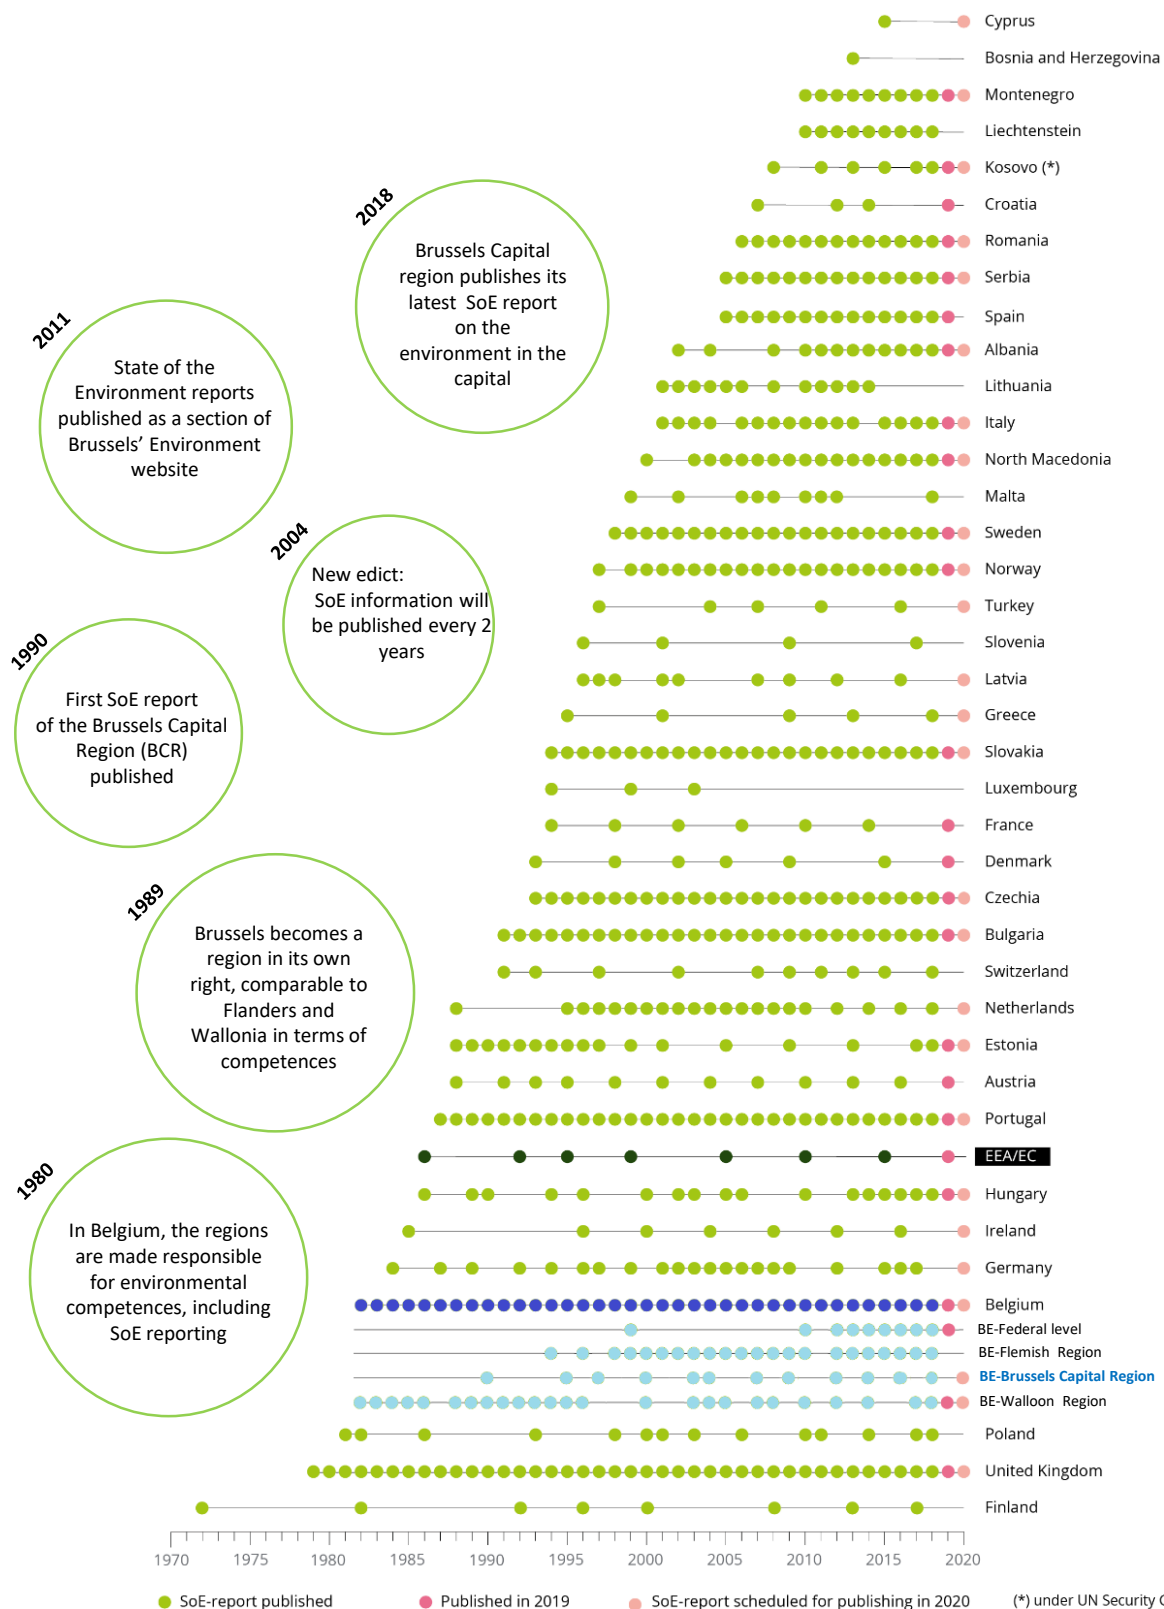 2018
Brussels Capital
region publishes its
latest SoE report
on the
environment in the
capital
2011
State of the
Environment reports
published as a section of
Brussels’ Environment
website
2004
New edict:
SoE information will
be published every 2
years
1990
First SoE report
of the Brussels Capital
Region (BCR)
published
1989
Brussels becomes a
region in its own
right, comparable to
Flanders and
Wallonia in terms of
competences
1980
In Belgium, the regions
are made responsible
for environmental
competences, including
SoE reporting
Cyprus
Bosnia and Herzegovina
Montenegro
Liechtenstein
Kosovo (*)
Croatia
Romania
Serbia
Spain
Albania
Lithuania
Italy
North Macedonia
Malta
Sweden
Norway
Turkey
Slovenia
Latvia
Greece
Slovakia
Luxembourg
France
Denmark
Czechia
Bulgaria
Switzerland
Netherlands
Estonia
Austria
Portugal
EEA/EC
Hungary
Ireland
Germany
Belgium
BE-Federal level
BE-Flemish Region
BE-Brussels Capital Region
BE-Walloon Region
Poland
United Kingdom
Finland
1970 1975 1980 1985 1990 1995 2000 2005 2010 2015 2020
SoE-report published Published in 2019 SoE-report scheduled for publishing in 2020 (*) under UN Security